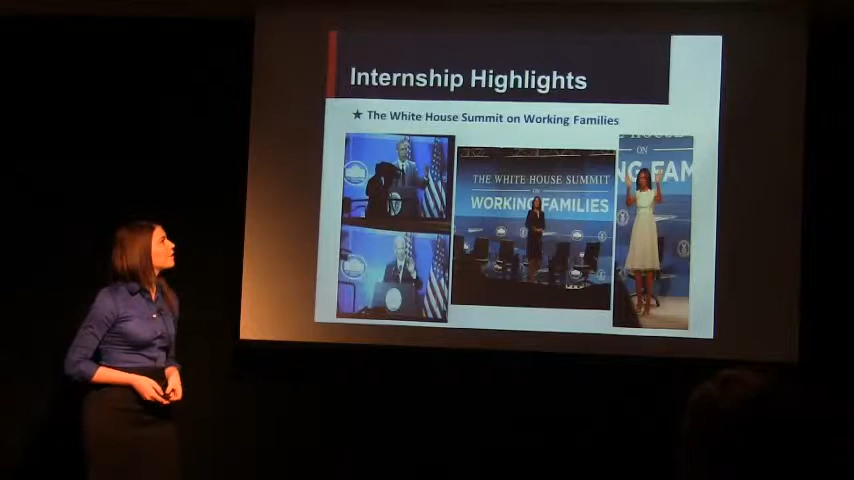 Internship Highlights
★ The White House Summit on Working Families
THE WHITE HOUSE SUMMIT
ON
WORKING FAMILIES
HOUSE
ON
NG FAMI